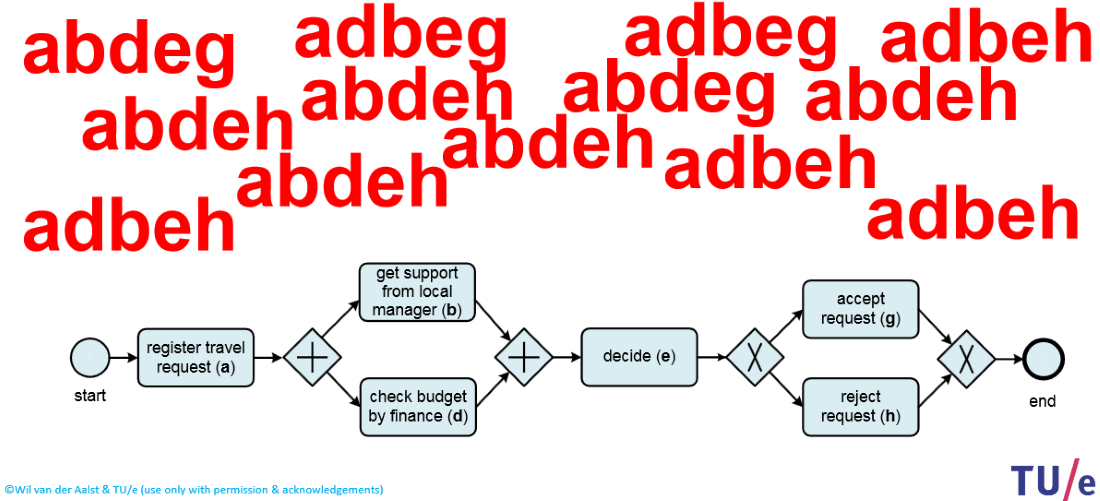 abdeg
adbeg
adbeg
adbeh
abdeh
abdeh
abdeg
abdeh
abdeh
abdeh
adbeh
adbeh
adbeh
start
register travel
request (a)
get support
from local
manager (b)
check budget
by finance (d)
decide (e)
accept
request (g)
reject
request (h)
end
©Wil van der Aalst & TU/e (use only with permission & acknowledgements)
TU/e